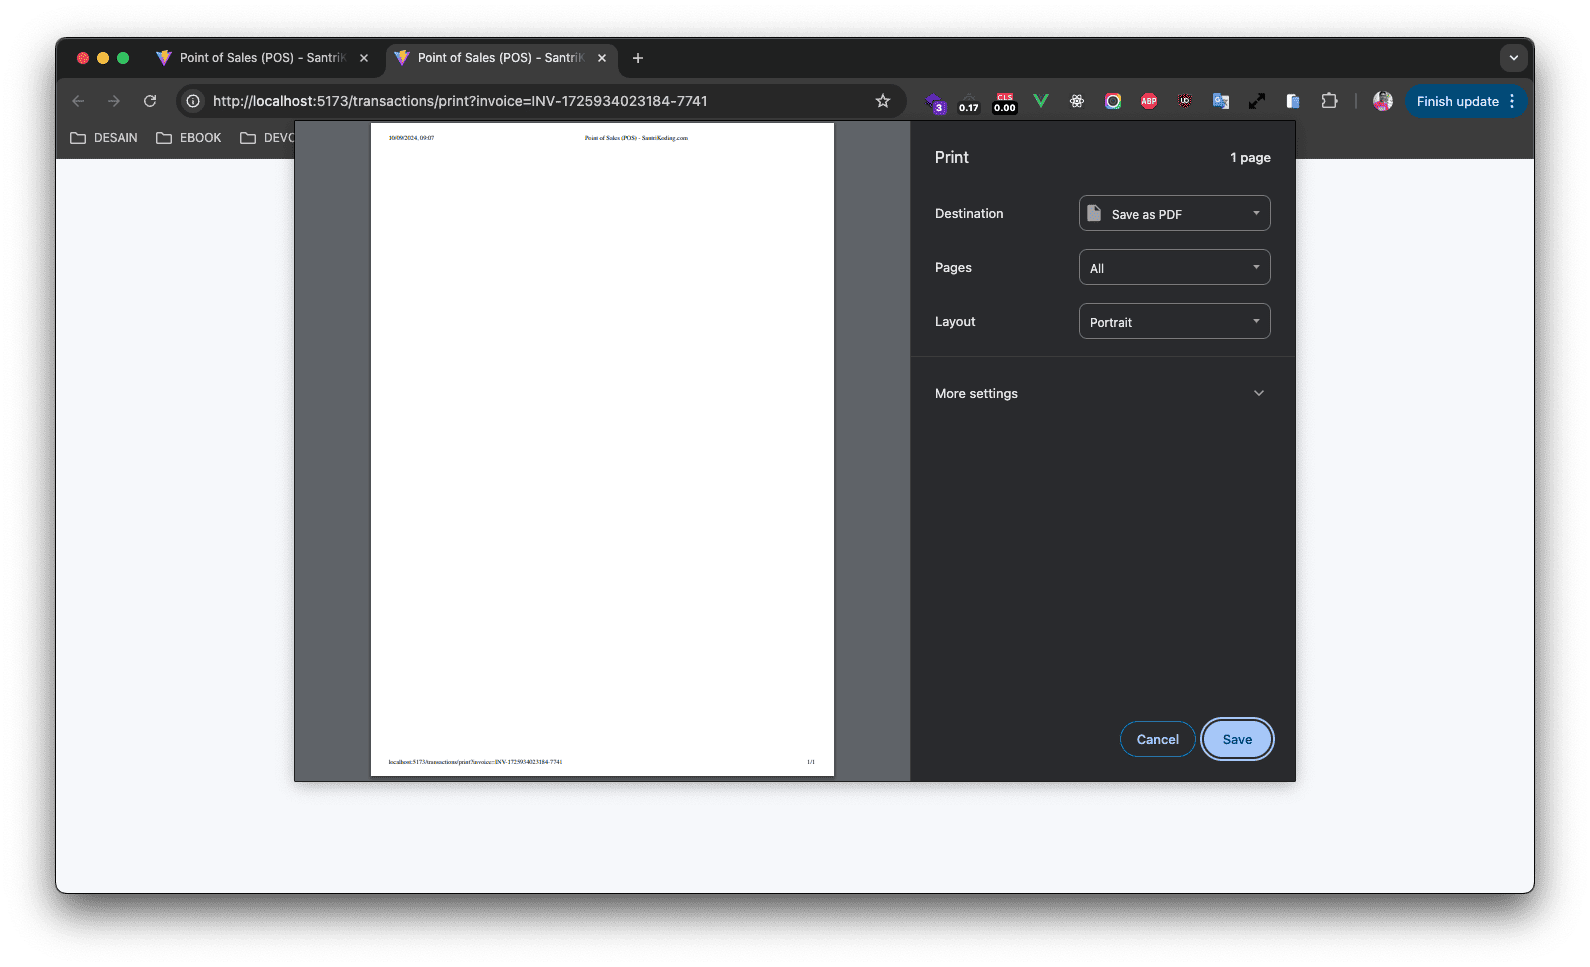 Point of Sales (POS) - SantriK
Point of Sales (POS) - SantriK
http://localhost:5173/transactions/print?invoice=INV-1725934023184-7741
3
0.17
CLS
0.00
ABP
Finish update
DESAIN
EBOOK
DEVO
10/09/2024, 09:07
Point of Sales (POS) - SantriKoding.com
Print
1 page
Destination
Save as PDF
Pages
All
Layout
Portrait
More settings
Cancel
Save
localhost:5173/transactions/print?invoice=INV-1725934023184-7741
1/1